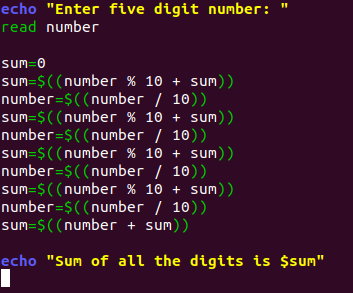 echo "Enter five digit number: "
read number
sum=0
sum=$((number % 10 + sum))
number=$((number / 10))
sum=$((number % 10 + sum))
number=$((number / 10))
sum=$((number % 10 + sum))
number=$((number / 10))
sum=$((number % 10 + sum))
number=$((number / 10))
sum=$((number + sum))
echo "Sum of all the digits is $sum"